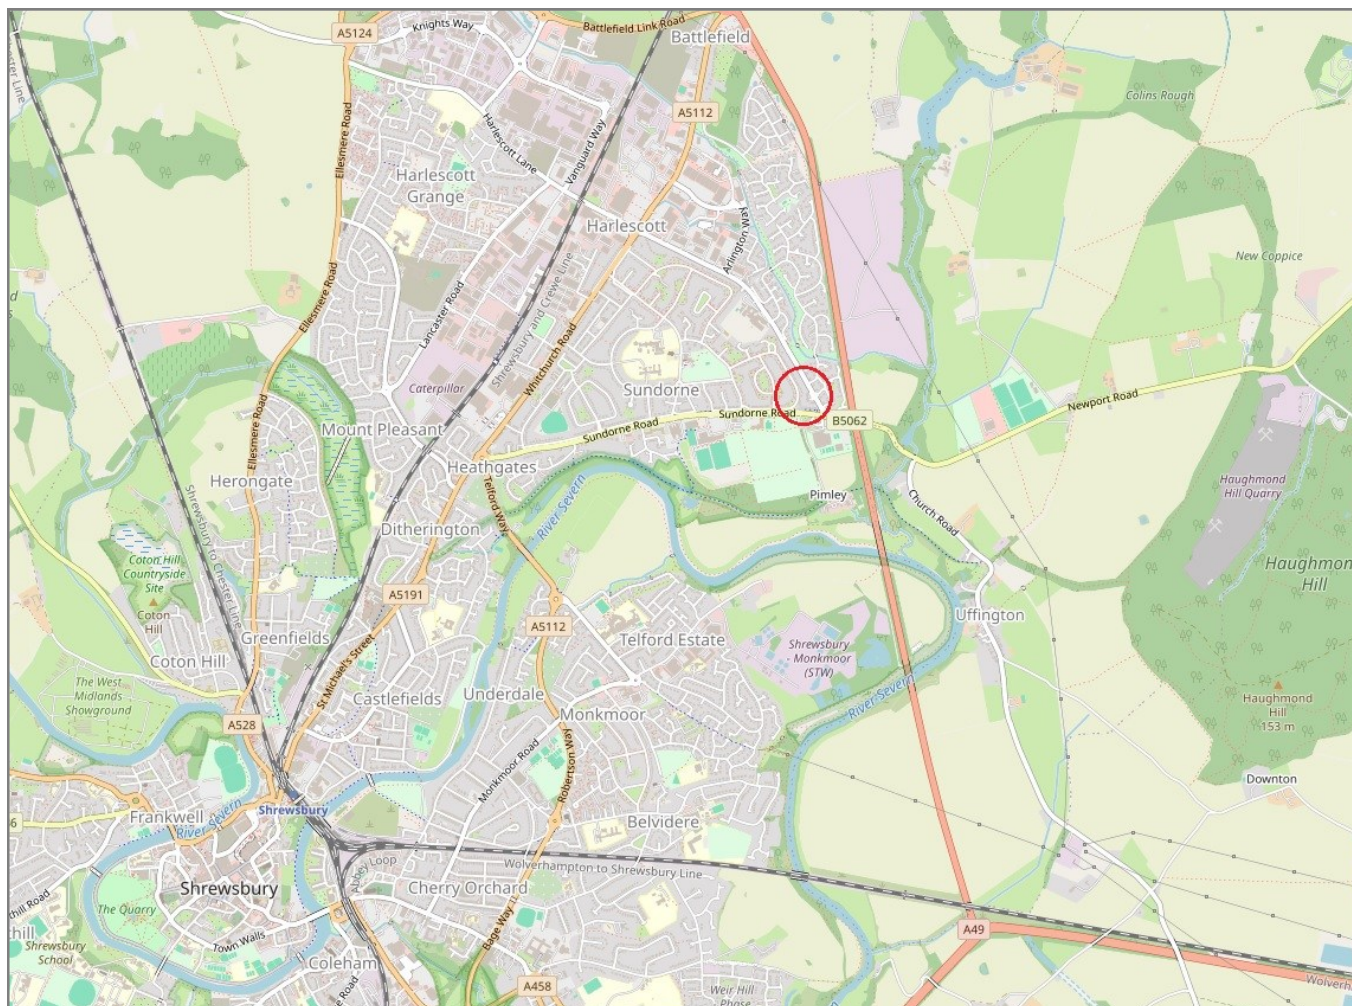 Knights Way
Battlefield Link Road
A5124
Battlefield
Colins Rough
A5112
Harlescott Lane
Vanguard Way
Ellesmere Road
Harlescott
Grange
Harlescott
Arlington Way
New Coppice
Ellesmere Road
Lancaster Road
Shrewsbury and Crewe Line
Whitchurch Road
Caterpillar
Sundorne
Newport Road
Sundorne Road
B5062
Sundorne Road
Mount Pleasant
Ellesmere Road
Heathgates
Herongate
Telford Way
Pimley
Haughmond
Hill Quarry
Church Road
River Severn
Ditherington
Shrewsbury to Chester Line
Coton Hill
Countryside
Site
Coton
Hill
Haughmond
Hill
A5191
Uffington
A5112
Greenfields
Telford Estate
Shrewsbury
Monkmoor
(STW)
St Michael's Street
Coton Hill
The West
Midlands
Showground
Castlefields
Underdale
Monkmoor
River Severn
Haughmond
Hill
153 m
A528
Monkmoor Road
Robertson Way
Downton
Shrewsbury
Frankwell
River Severn
Belvidere
Abbey Loop
Wolverhampton to Shrewsbury Line
Shrewsbury
Cherry Orchard
The Quarry
Town Walls
Bage Way
A49
Shrewsbury
School
Coleham
A458
Weir Hill
Phase